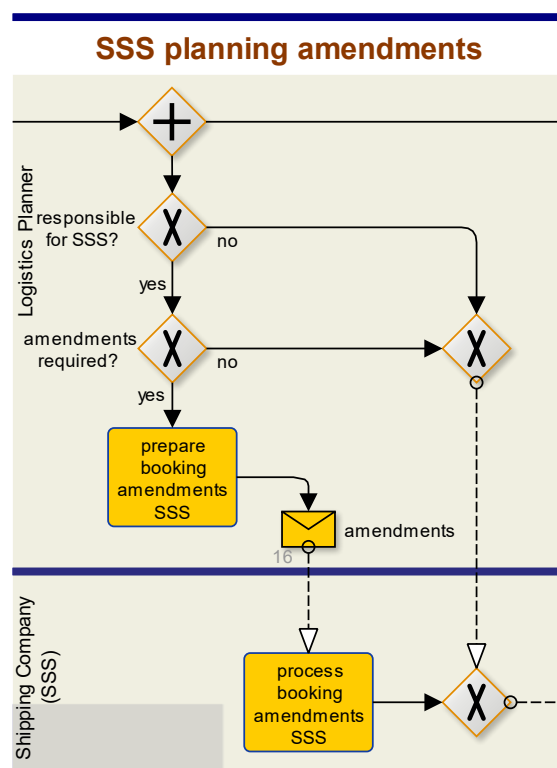 SSS planning amendments
Logistics Planner
responsible
for SSS?
no
yes
amendments
required?
no
yes
prepare
booking
amendments
SSS
amendments
16
Shipping Company
(SSS)
process
booking
amendments
SSS